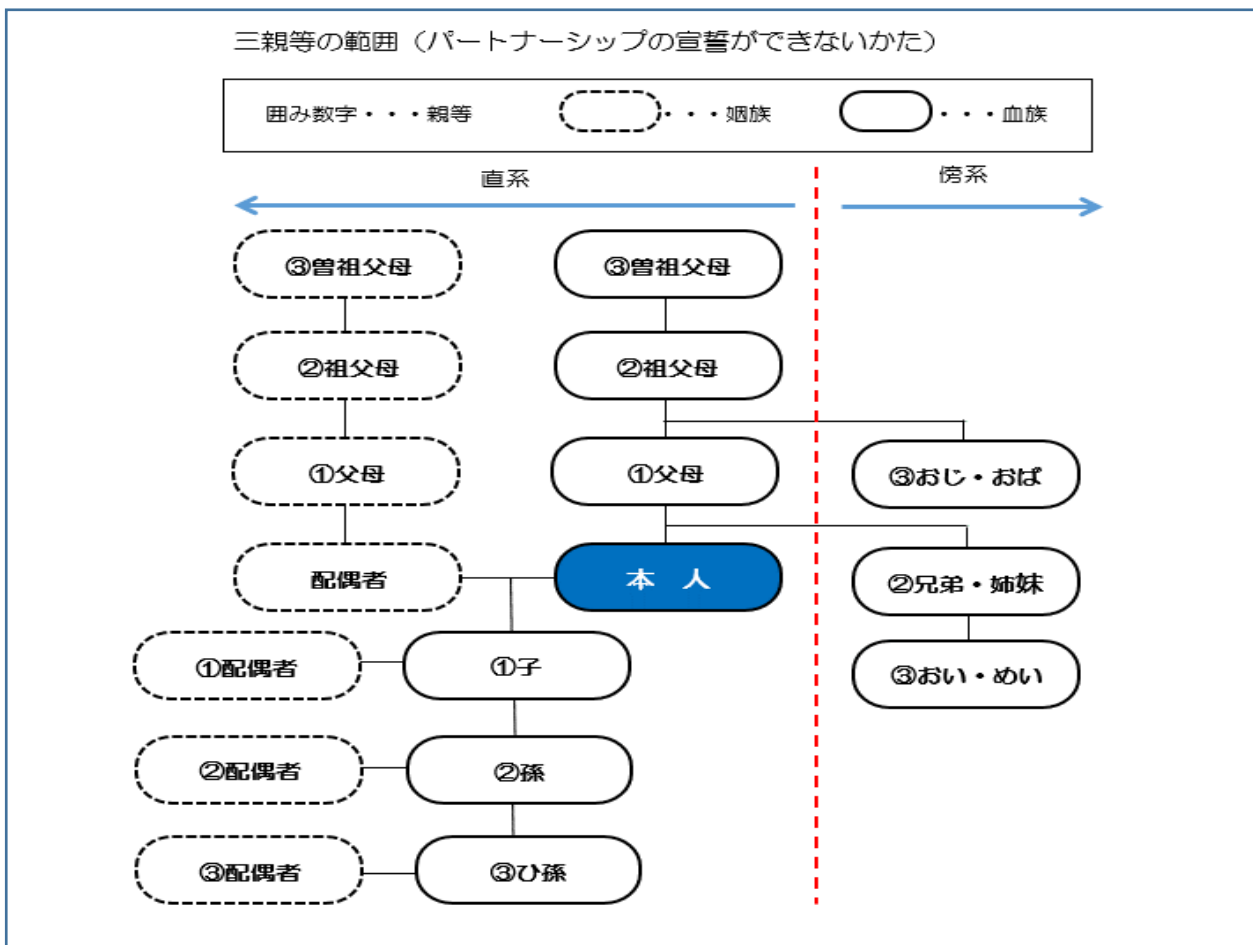 三親等の範囲（パートナーシップの宣誓ができないかた）
囲み数字・・・親等 ・・・姻族 ・・・血族
直系 傍系
③曽祖父母 ③曽祖父母
②祖父母 ②祖父母
①父母 ①父母 ③おじ・おば
配偶者 本　人 ②兄弟・姉妹
①配偶者 ①子 ③おい・めい
②配偶者 ②孫
③配偶者 ③ひ孫